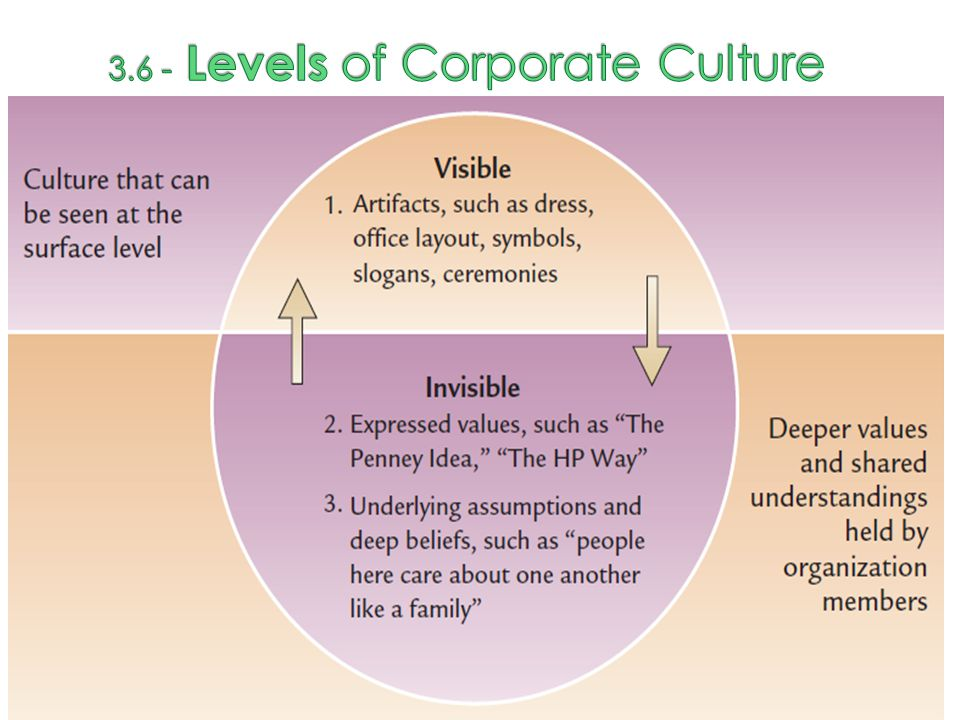 3.6 - Levels of Corporate Culture
Culture that can
be seen at the
surface level
Visible
1. Artifacts, such as dress,
office layout, symbols,
slogans, ceremonies
Invisible
2. Expressed values, such as “The
Penney Idea,” “The HP Way”
3. Underlying assumptions and
deep beliefs, such as “people
here care about one another
like a family”
Deeper values
and shared
understandings
held by
organization
members